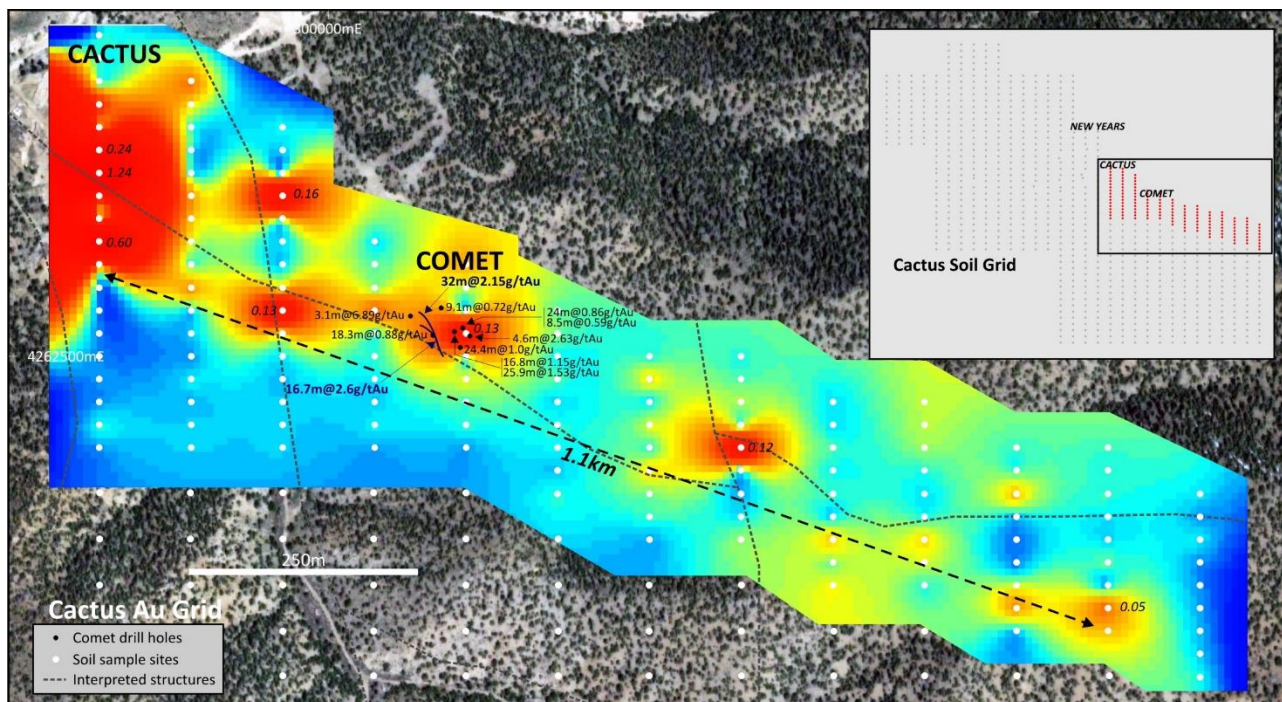 CACTUS
300000mE
0.24
1.24
0.16
0.60
COMET
32m@2.15g/tAu
9.1m@0.72g/tAu
3.1m@6.89g/tAu
24m@0.86g/tAu
8.5m@0.59g/tAu
0.13
0.13
18.3m@0.88g/tAu
4.6m@2.63g/tAu
24.4m@1.0g/tAu
4262500mE
16.8m@1.15g/tAu
25.9m@1.53g/tAu
16.7m@2.6g/tAu
0.12
1.1km
250m
0.05
Cactus Au Grid
Comet drill holes
Soil sample sites
Interpreted structures
NEW YEARS
CACTUS
COMET
Cactus Soil Grid